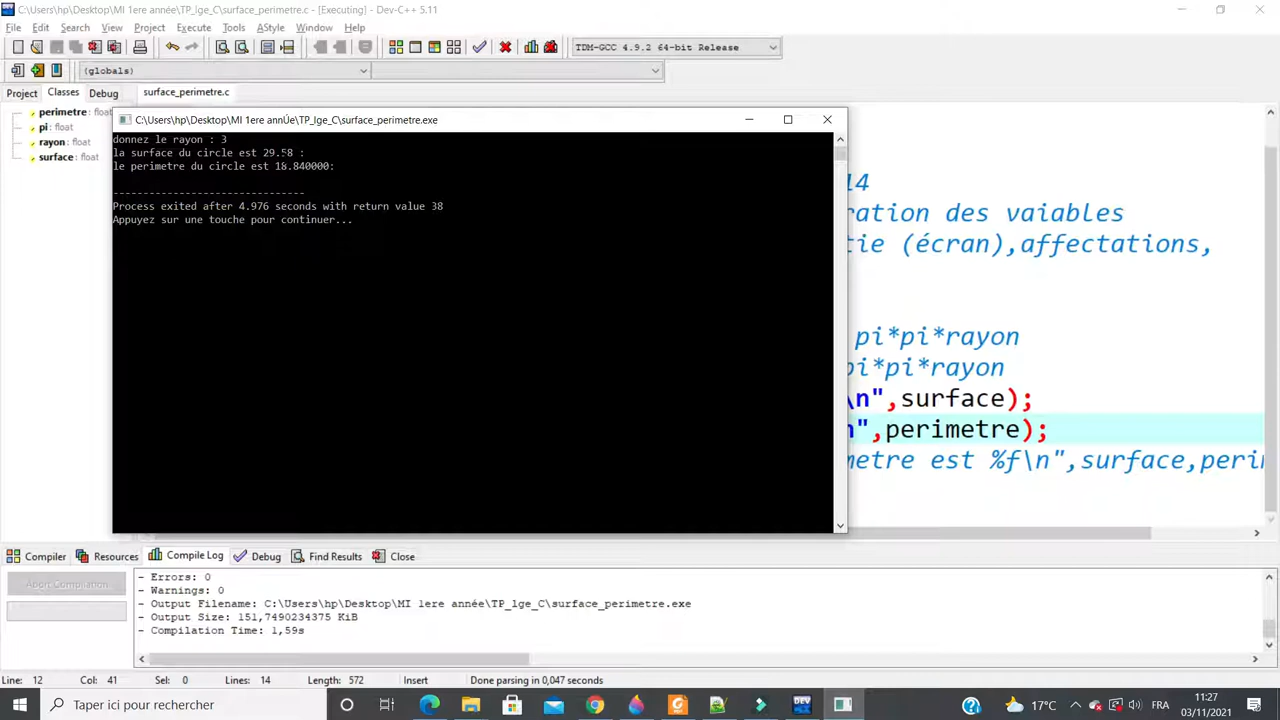 C:\Users\hp\Desktop\MI 1ere année\TP_lge_C\surface_perimetre.c - [Executing] - Dev-C++ 5.11
File Edit Search View Project Execute Tools AStyle Window Help
TDM-GCC 4.9.2 64-bit Release
(globals)
Project Classes Debug surface_perimetre.c
perimetre : float
pi : float
rayon : float
surface : float
C:\Users\hp\Desktop\MI 1ere annÚe\TP_lge_C\surface_perimetre.exe
donnez le rayon : 3
la surface du circle est 29.58 :
le perimetre du circle est 18.840000:
--------------------------------
Process exited after 4.976 seconds with return value 38
Appuyez sur une touche pour continuer...
14
ration des vaiables
tie (écran),affectations,
pi*pi*rayon
pi*pi*rayon
\n",surface);
n",perimetre);
metre est %f\n",surface,peri
Compiler Resources Compile Log Debug Find Results Close
Abort Compilation
- Errors: 0
- Warnings: 0
- Output Filename: C:\Users\hp\Desktop\MI 1ere année\TP_lge_C\surface_perimetre.exe
- Output Size: 151,7490234375 KiB
- Compilation Time: 1,59s
Line: 12 Col: 41 Sel: 0 Lines: 14 Length: 572 Insert Done parsing in 0,047 seconds
Taper ici pour rechercher
17°C
FRA
11:27
03/11/2021